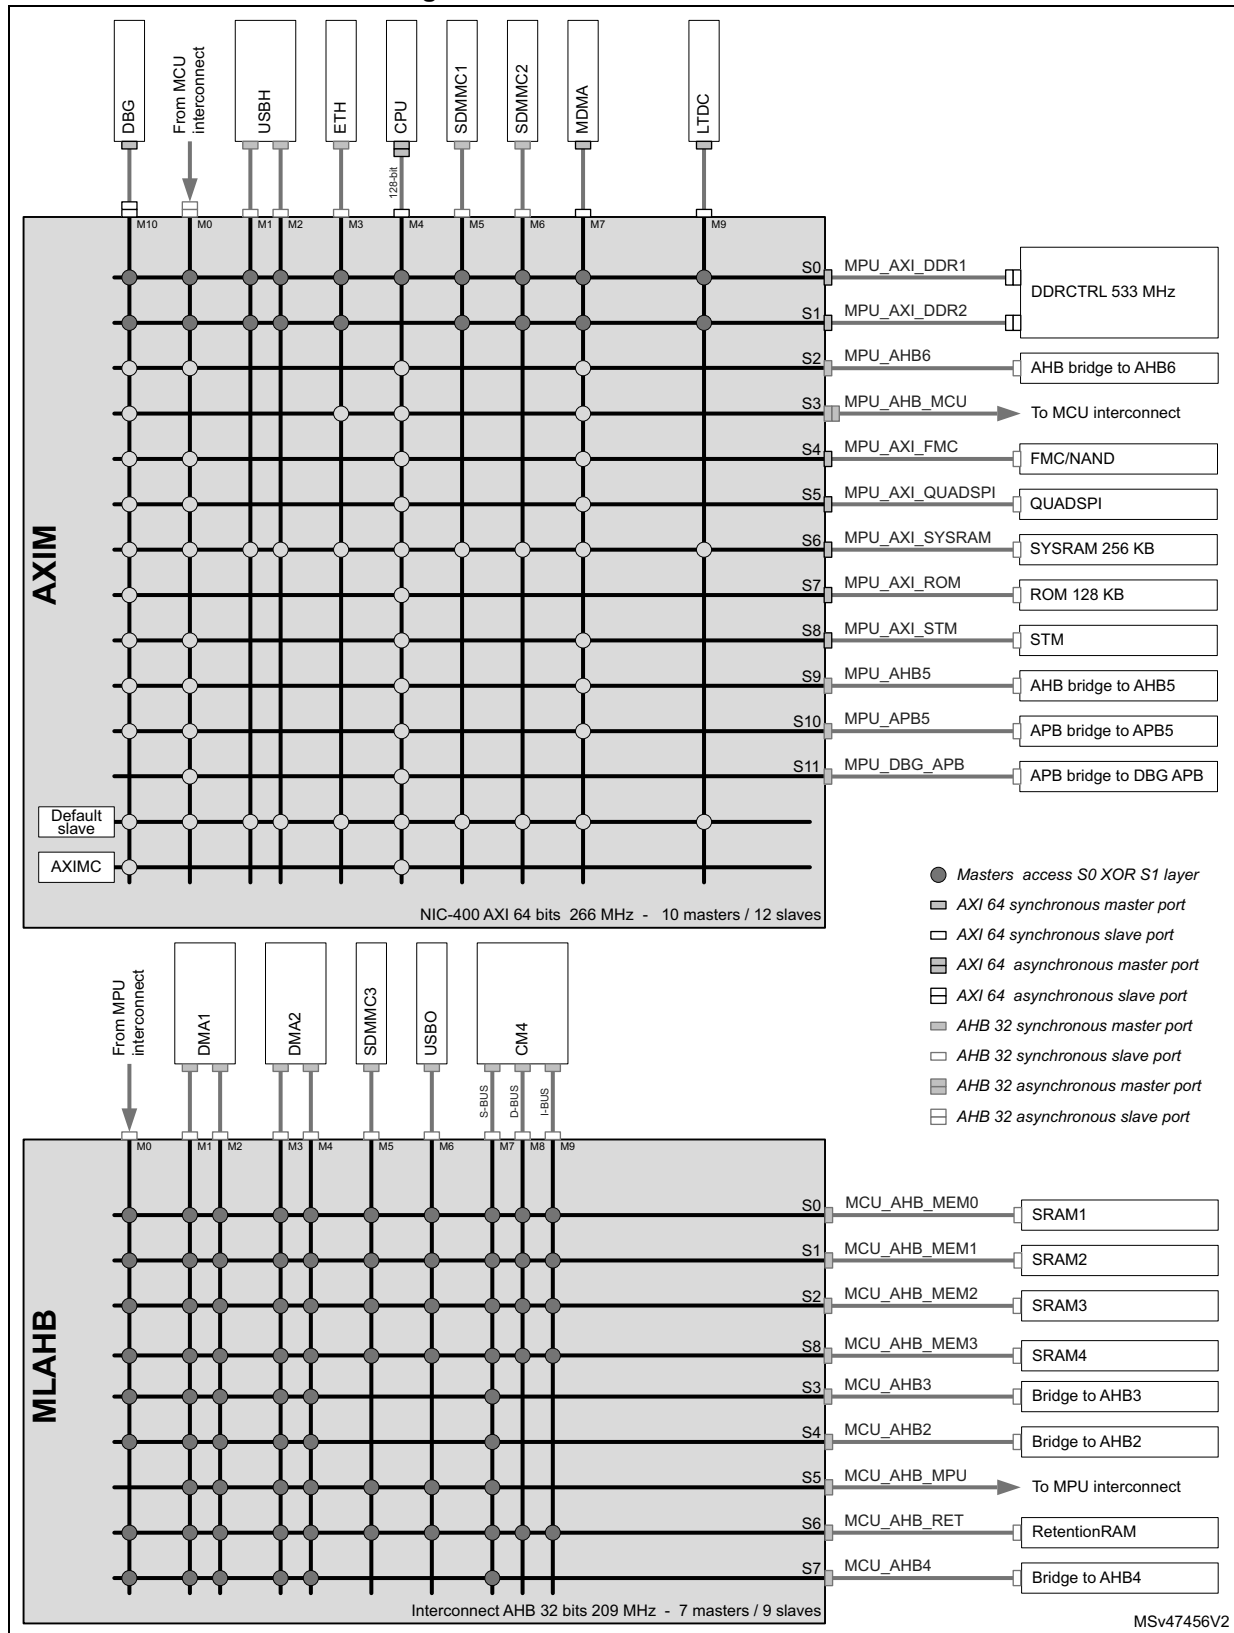 DBG
From MCU
interconnect
USBH
ETH
CPU
SDMMC1
SDMMC2
MDMA
LTDC
128-bit
M10
M0
M1
M2
M3
M4
M5
M6
M7
M9
AXIM
S0
MPU_AXI_DDR1
DDRCTRL 533 MHz
S1
MPU_AXI_DDR2
S2
MPU_AHB6
AHB bridge to AHB6
S3
MPU_AHB_MCU
To MCU interconnect
S4
MPU_AXI_FMC
FMC/NAND
S5
MPU_AXI_QUADSPI
QUADSPI
S6
MPU_AXI_SYSRAM
SYSRAM 256 KB
S7
MPU_AXI_ROM
ROM 128 KB
S8
MPU_AXI_STM
STM
S9
MPU_AHB5
AHB bridge to AHB5
S10
MPU_APB5
APB bridge to APB5
S11
MPU_DBG_APB
APB bridge to DBG APB
Default
slave
AXIMC
NIC-400 AXI 64 bits 266 MHz - 10 masters / 12 slaves
Masters access S0 XOR S1 layer
AXI 64 synchronous master port
AXI 64 synchronous slave port
AXI 64 asynchronous master port
AXI 64 asynchronous slave port
AHB 32 synchronous master port
AHB 32 synchronous slave port
AHB 32 asynchronous master port
AHB 32 asynchronous slave port
From MPU
interconnect
DMA1
DMA2
SDMMC3
USBO
CM4
S-BUS
D-BUS
I-BUS
M0
M1
M2
M3
M4
M5
M6
M7
M8
M9
MLAHB
S0
MCU_AHB_MEM0
SRAM1
S1
MCU_AHB_MEM1
SRAM2
S2
MCU_AHB_MEM2
SRAM3
S8
MCU_AHB_MEM3
SRAM4
S3
MCU_AHB3
Bridge to AHB3
S4
MCU_AHB2
Bridge to AHB2
S5
MCU_AHB_MPU
To MPU interconnect
S6
MCU_AHB_RET
RetentionRAM
S7
MCU_AHB4
Bridge to AHB4
Interconnect AHB 32 bits 209 MHz - 7 masters / 9 slaves
MSv47456V2